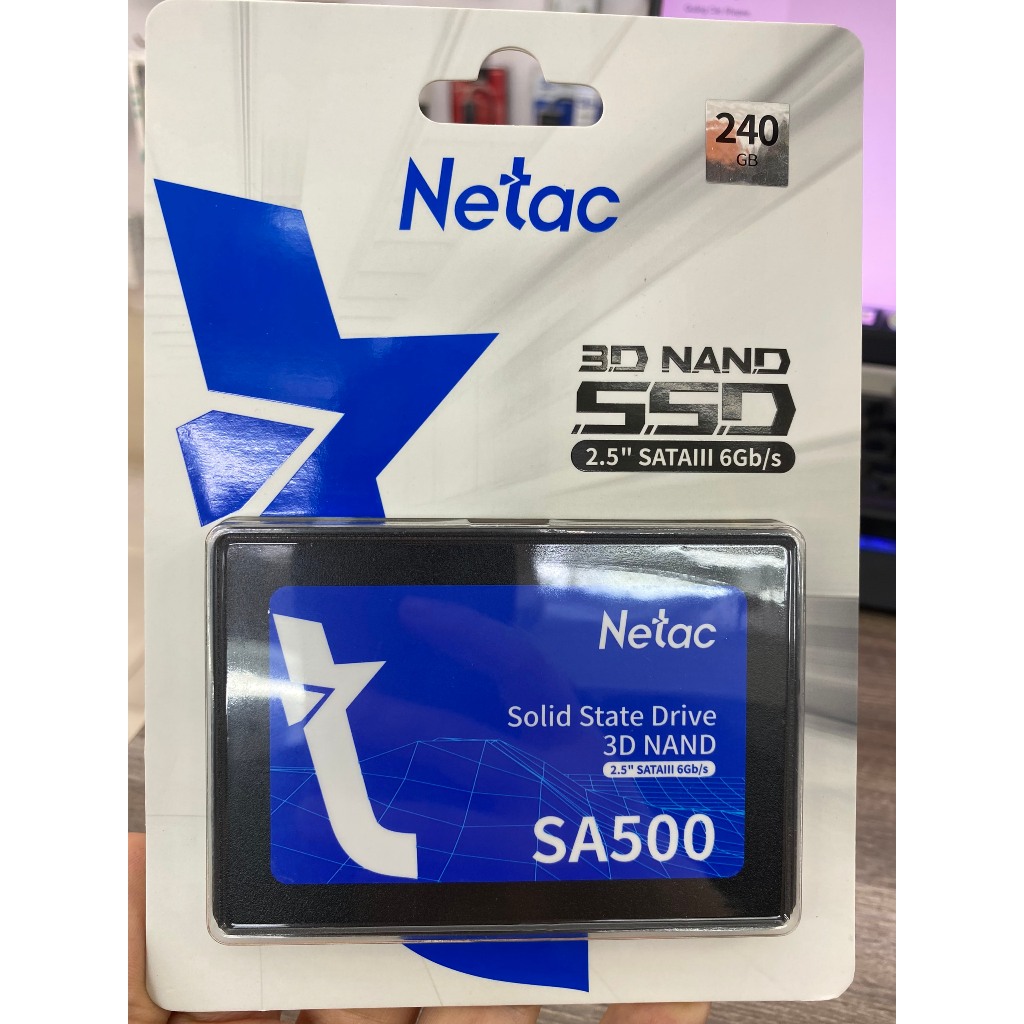 240
GB
Netac
3D NAND
SSD
2.5" SATAIII 6Gb/s
Netac
Solid State Drive
3D NAND
2.5" SATAIII 6Gb/s
SA500